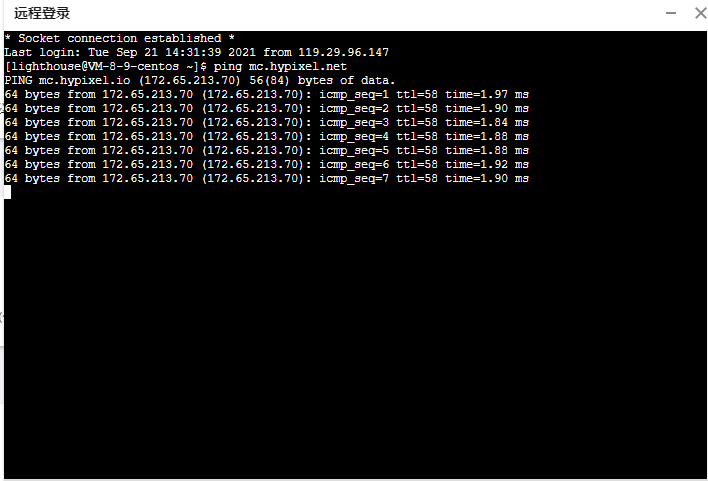 远程登录
* Socket connection established *
Last login: Tue Sep 21 14:31:39 2021 from 119.29.96.147
[lighthouse@VM-8-9-centos ~]$ ping mc.hypixel.net
PING mc.hypixel.io (172.65.213.70) 56(84) bytes of data.
64 bytes from 172.65.213.70 (172.65.213.70): icmp_seq=1 ttl=58 time=1.97 ms
64 bytes from 172.65.213.70 (172.65.213.70): icmp_seq=2 ttl=58 time=1.90 ms
64 bytes from 172.65.213.70 (172.65.213.70): icmp_seq=3 ttl=58 time=1.84 ms
64 bytes from 172.65.213.70 (172.65.213.70): icmp_seq=4 ttl=58 time=1.88 ms
64 bytes from 172.65.213.70 (172.65.213.70): icmp_seq=5 ttl=58 time=1.88 ms
64 bytes from 172.65.213.70 (172.65.213.70): icmp_seq=6 ttl=58 time=1.92 ms
64 bytes from 172.65.213.70 (172.65.213.70): icmp_seq=7 ttl=58 time=1.90 ms